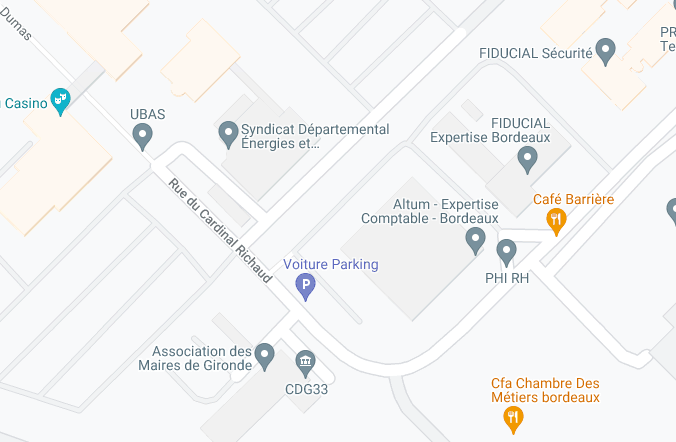 Dumas
FIDUCIAL Sécurité
PR
Te
Casino
UBAS
Syndicat Départemental
Énergies et...
FIDUCIAL
Expertise Bordeaux
Rue du Cardinal Richaud
Altum - Expertise
Comptable - Bordeaux
Café Barrière
Voiture Parking
P
PHI RH
Association des
Maires de Gironde
CDG33
Cfa Chambre Des
Métiers bordeaux